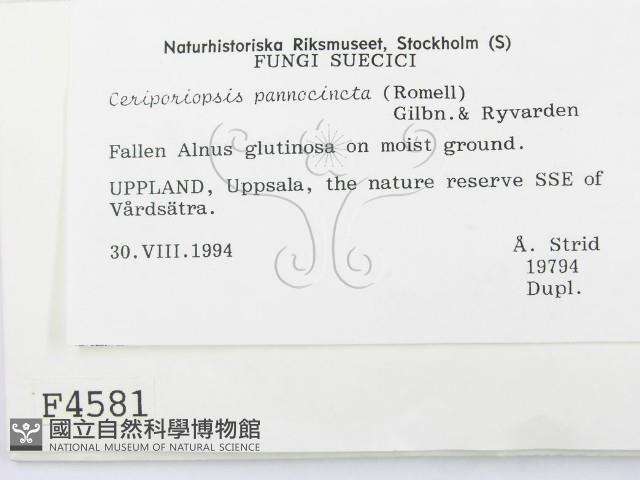 Naturhistoriska Riksmuseet, Stockholm (S)
FUNGI SUECICI
Ceriporiopsis pannocincta (Romell)
Gilbn. & Ryvarden
Fallen Alnus glutinosa on moist ground.
UPPLAND, Uppsala, the nature reserve SSE of
Vårdsätra.
30.VIII.1994
Å. Strid
19794
Dupl.
F4581
國立自然科學博物館
NATIONAL MUSEUM OF NATURAL SCIENCE